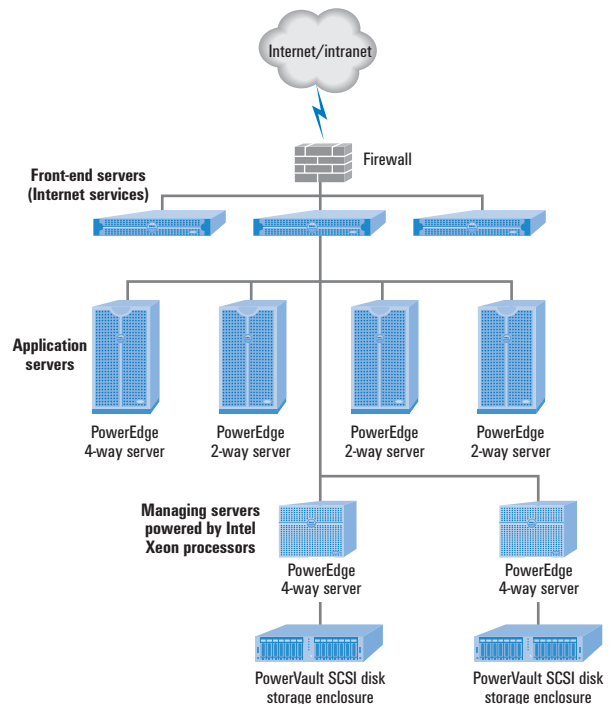 Internet/intranet
Firewall
Front-end servers
(Internet services)
Application
servers
PowerEdge
4-way server
PowerEdge
2-way server
PowerEdge
2-way server
PowerEdge
2-way server
Managing servers
powered by Intel
Xeon processors
PowerEdge
4-way server
PowerEdge
4-way server
PowerVault SCSI disk
storage enclosure
PowerVault SCSI disk
storage enclosure